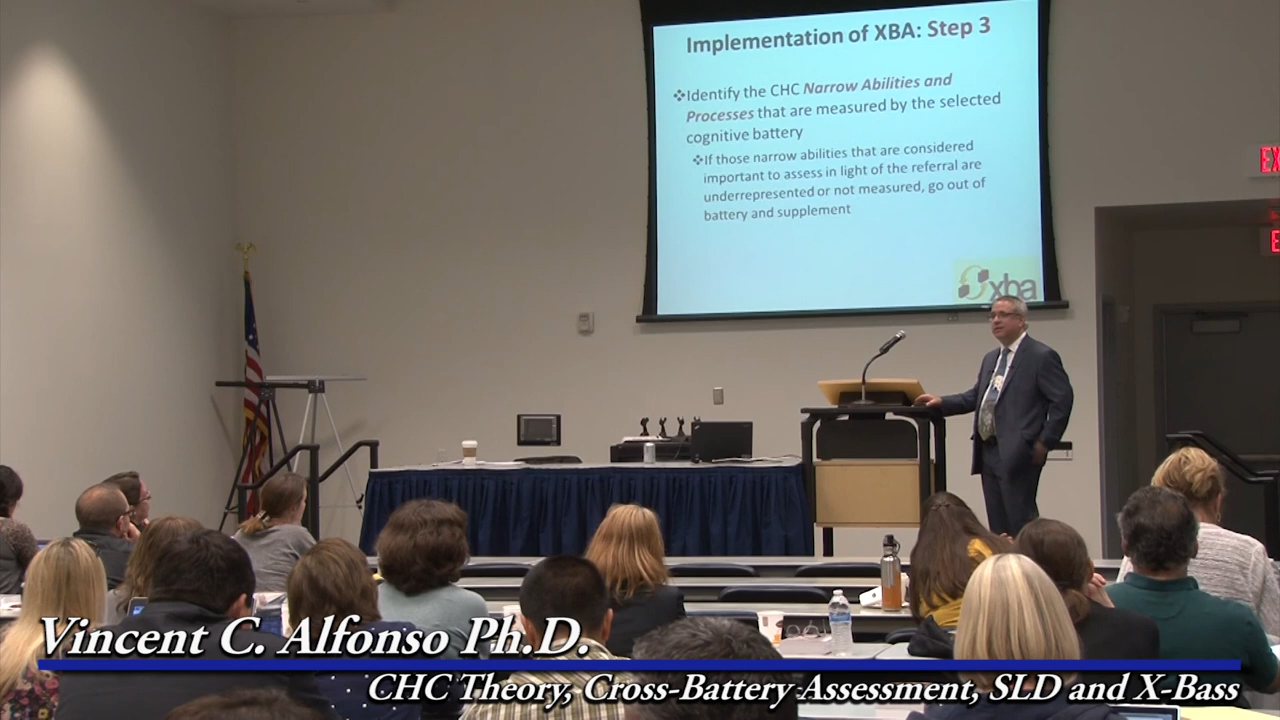 Implementation of XBA: Step 3
❖Identify the CHC Narrow Abilities and
Processes that are measured by the selected
cognitive battery
❖If those narrow abilities that are considered
important to assess in light of the referral are
underrepresented or not measured, go out of
battery and supplement
xba
Vincent C. Alfonso Ph.D.
CHC Theory, Cross-Battery Assessment, SLD and X-Bass